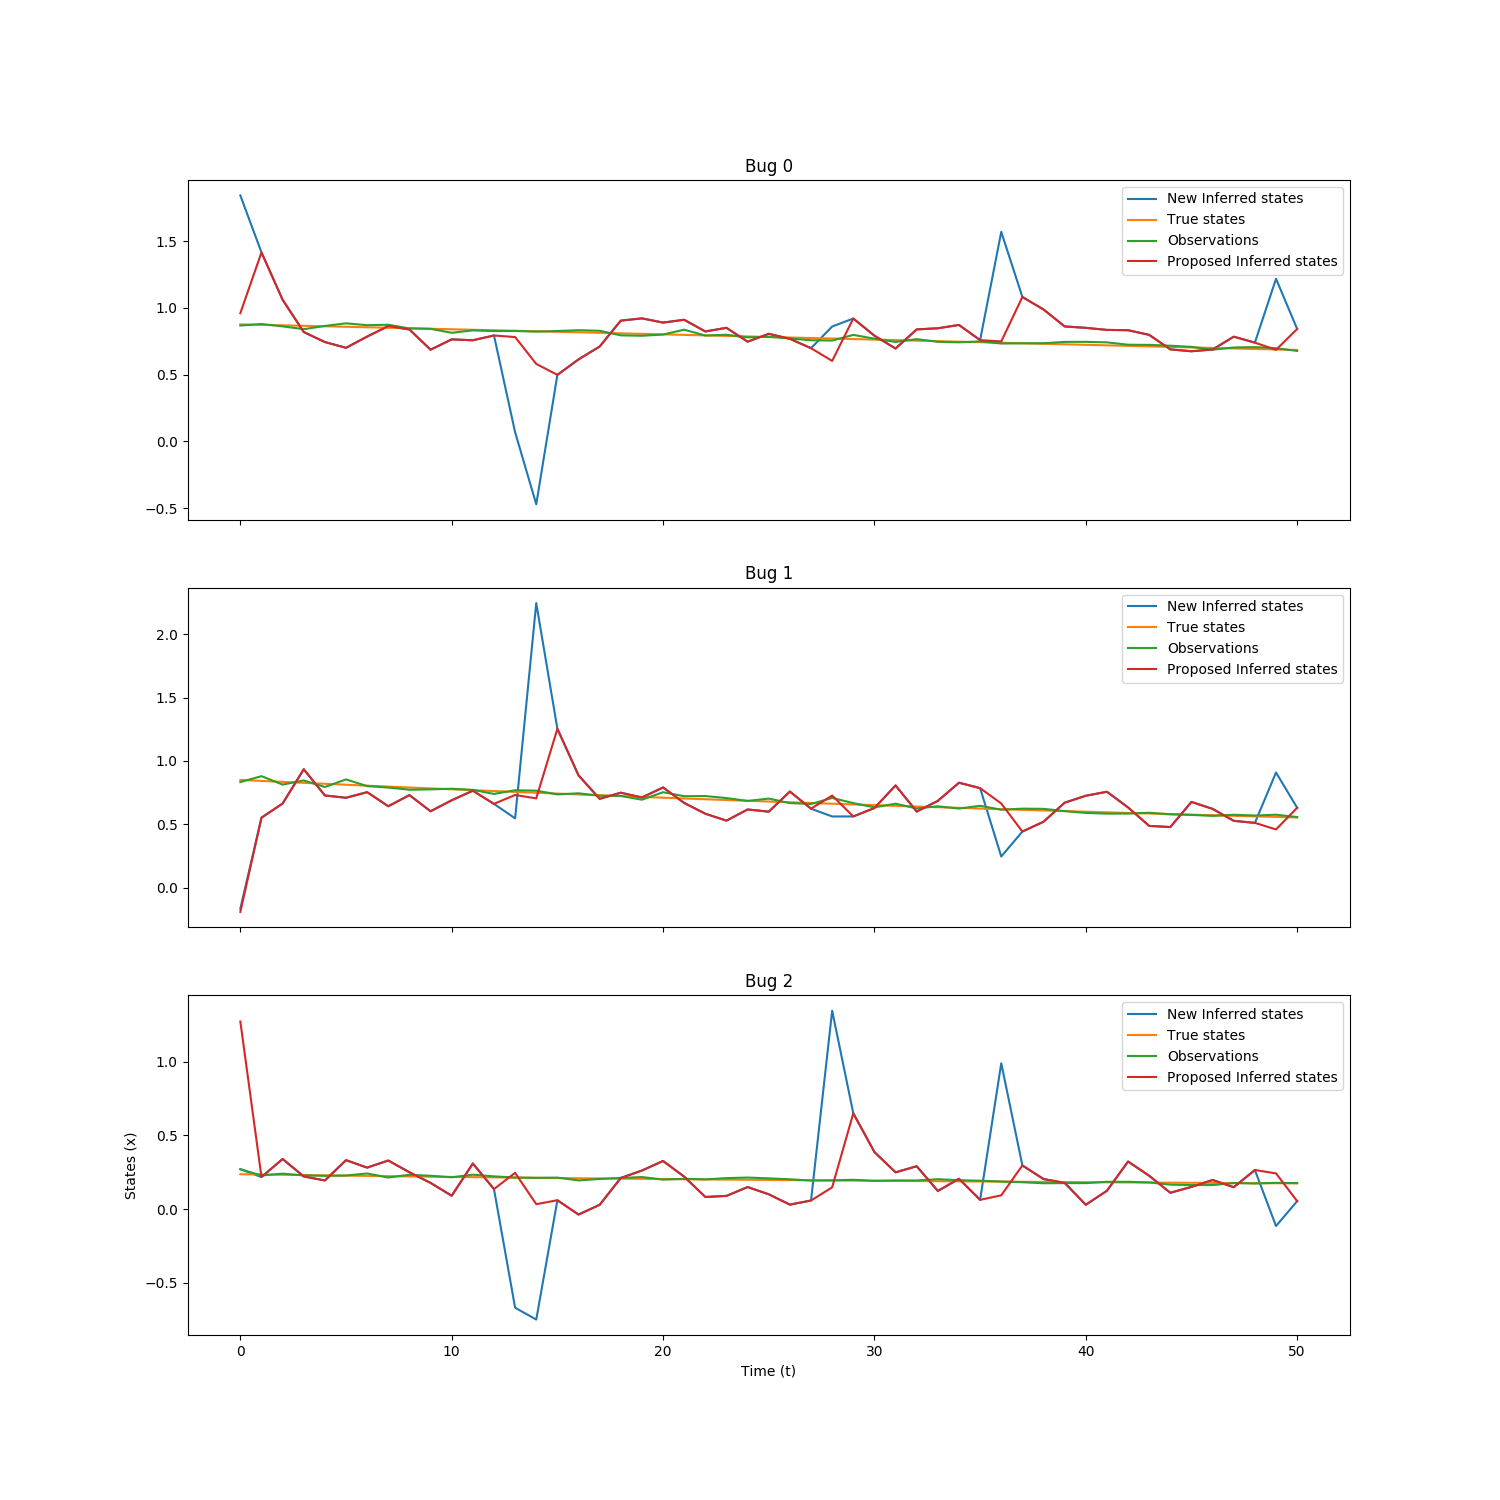 Bug 0
New Inferred states
True states
Observations
Proposed Inferred states
1.5
1.0
0.5
0.0
−0.5
Bug 1
New Inferred states
True states
Observations
Proposed Inferred states
2.0
1.5
1.0
0.5
0.0
Bug 2
New Inferred states
True states
Observations
Proposed Inferred states
1.0
0.5
0.0
−0.5
States (x)
0 10 20 30 40 50
Time (t)